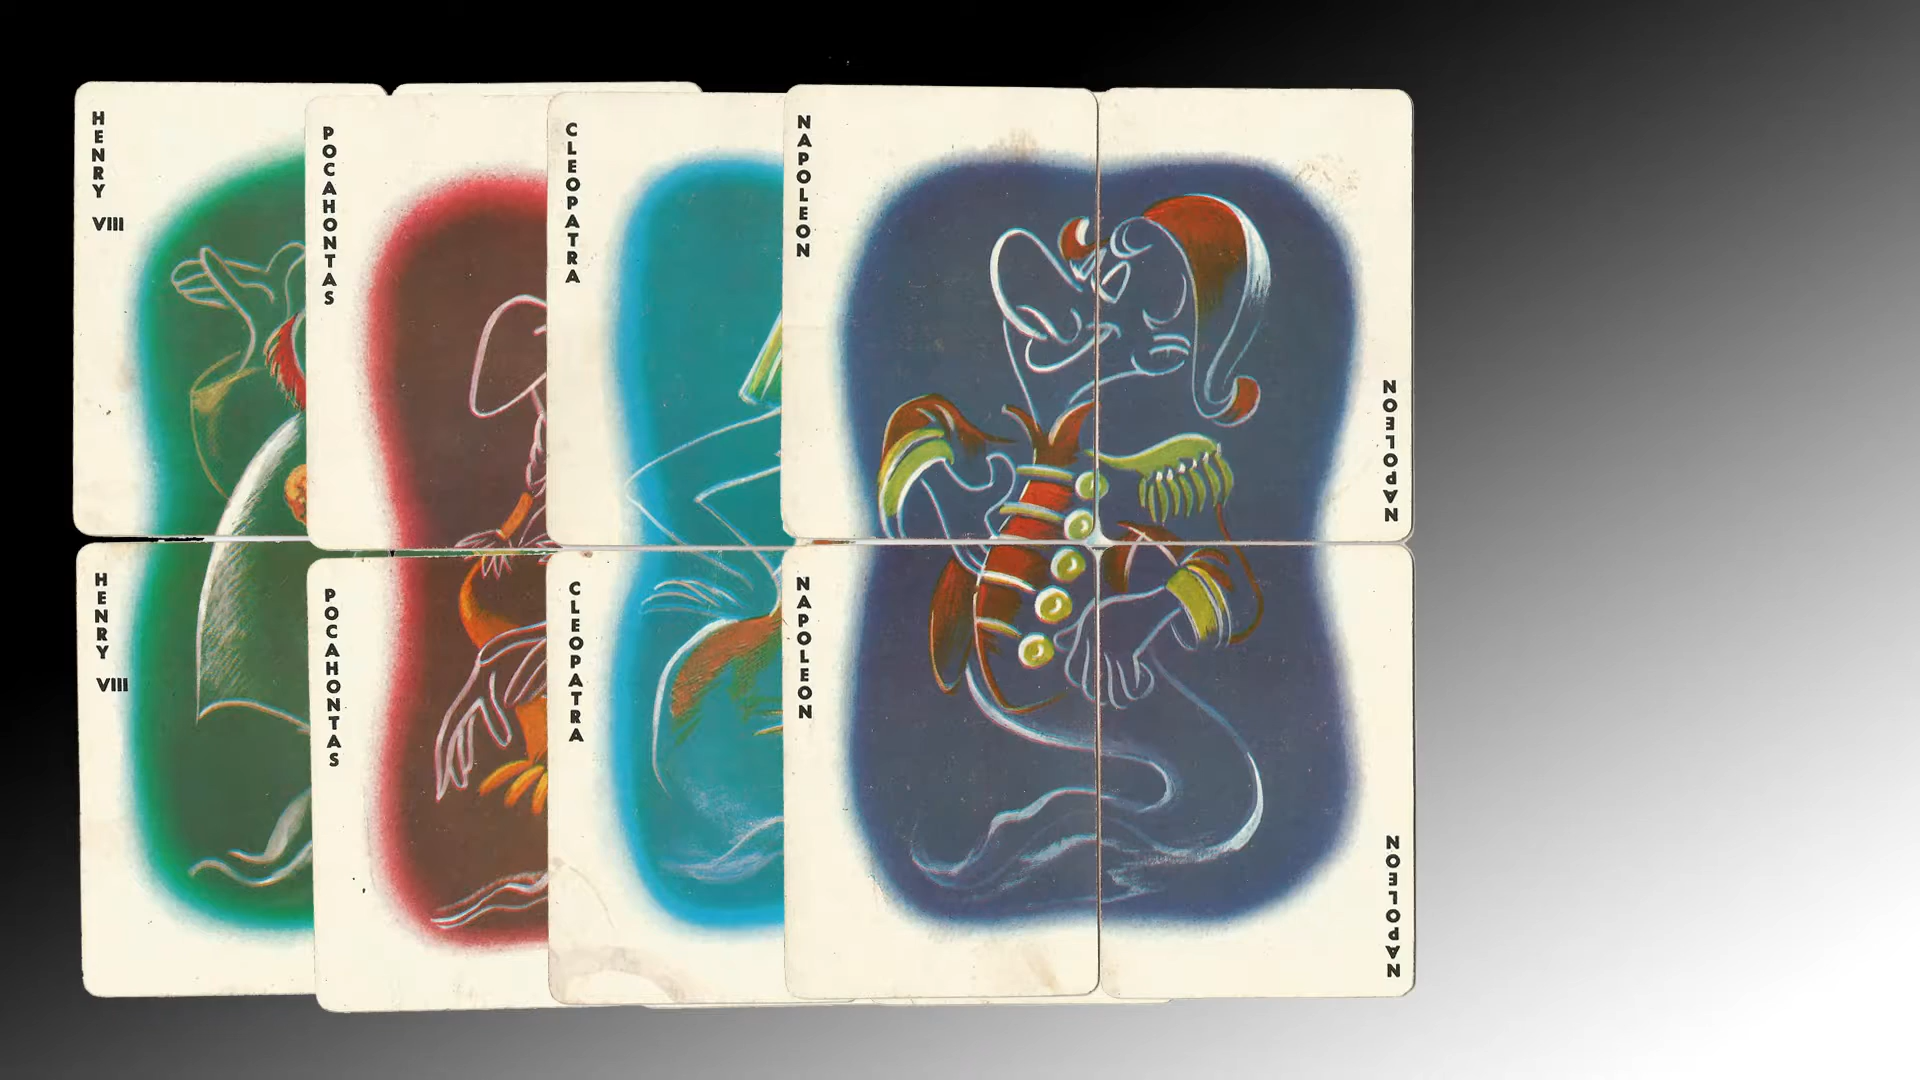 HENRY VIII
POCAHONTAS
CLEOPATRA
NAPOLEON
NAPOLEON
HENRY VIII
POCAHONTAS
CLEOPATRA
NAPOLEON
NAPOLEON